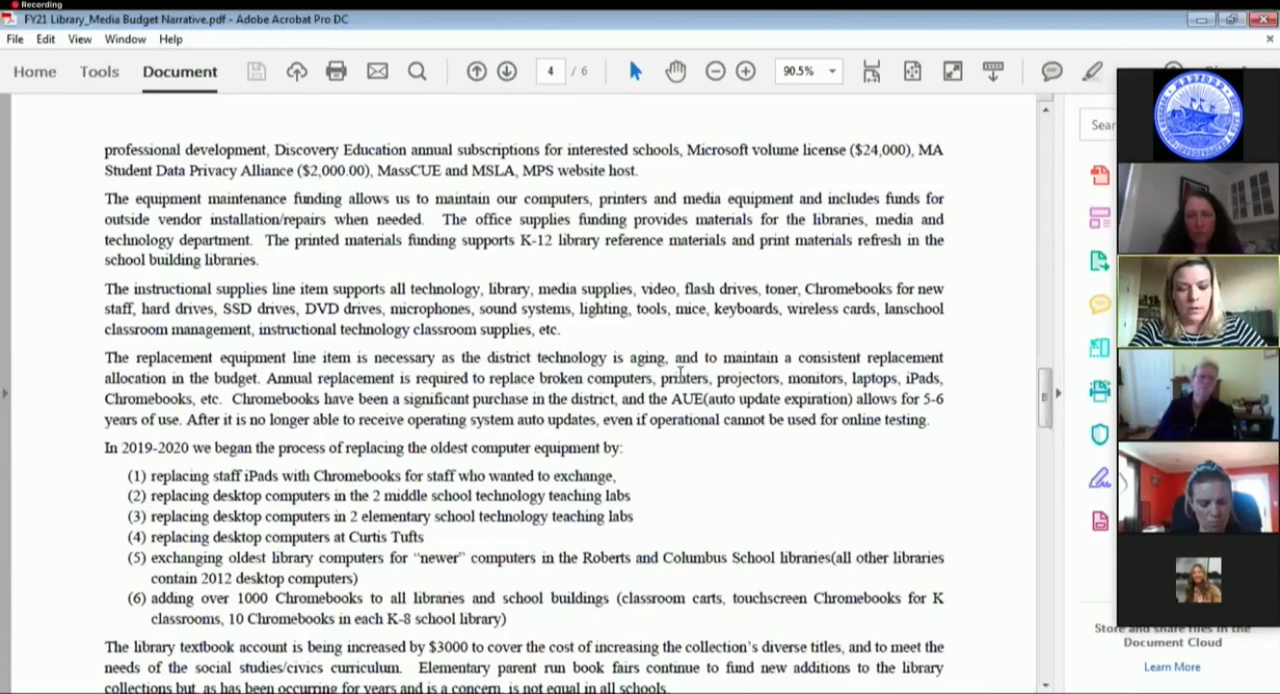 Recording
FY21 Library_Media Budget Narrative.pdf - Adobe Acrobat Pro DC
File Edit View Window Help
Home Tools Document 4 / 6 90.5%
Sear
professional development, Discovery Education annual subscriptions for interested schools, Microsoft volume license ($24,000), MA
Student Data Privacy Alliance ($2,000.00), MassCUE and MSLA, MPS website host.
The equipment maintenance funding allows us to maintain our computers, printers and media equipment and includes funds for
outside vendor installation/repairs when needed. The office supplies funding provides materials for the libraries, media and
technology department. The printed materials funding supports K-12 library reference materials and print materials refresh in the
school building libraries.
The instructional supplies line item supports all technology, library, media supplies, video, flash drives, toner, Chromebooks for new
staff, hard drives, SSD drives, DVD drives, microphones, sound systems, lighting, tools, mice, keyboards, wireless cards, lanschool
classroom management, instructional technology classroom supplies, etc.
The replacement equipment line item is necessary as the district technology is aging, and to maintain a consistent replacement
allocation in the budget. Annual replacement is required to replace broken computers, printers, projectors, monitors, laptops, iPads,
Chromebooks, etc. Chromebooks have been a significant purchase in the district, and the AUE(auto update expiration) allows for 5-6
years of use. After it is no longer able to receive operating system auto updates, even if operational cannot be used for online testing.
In 2019-2020 we began the process of replacing the oldest computer equipment by:
(1) replacing staff iPads with Chromebooks for staff who wanted to exchange,
(2) replacing desktop computers in the 2 middle school technology teaching labs
(3) replacing desktop computers in 2 elementary school technology teaching labs
(4) replacing desktop computers at Curtis Tufts
(5) exchanging oldest library computers for "newer" computers in the Roberts and Columbus School libraries(all other libraries
contain 2012 desktop computers)
(6) adding over 1000 Chromebooks to all libraries and school buildings (classroom carts, touchscreen Chromebooks for K
classrooms, 10 Chromebooks in each K-8 school library)
The library textbook account is being increased by $3000 to cover the cost of increasing the collection's diverse titles, and to meet the
needs of the social studies/civics curriculum. Elementary parent run book fairs continue to fund new additions to the library
collections but, as has been occurring for years and is a concern, is not equal in all schools.
Store and share files in the
Document Cloud
Learn More